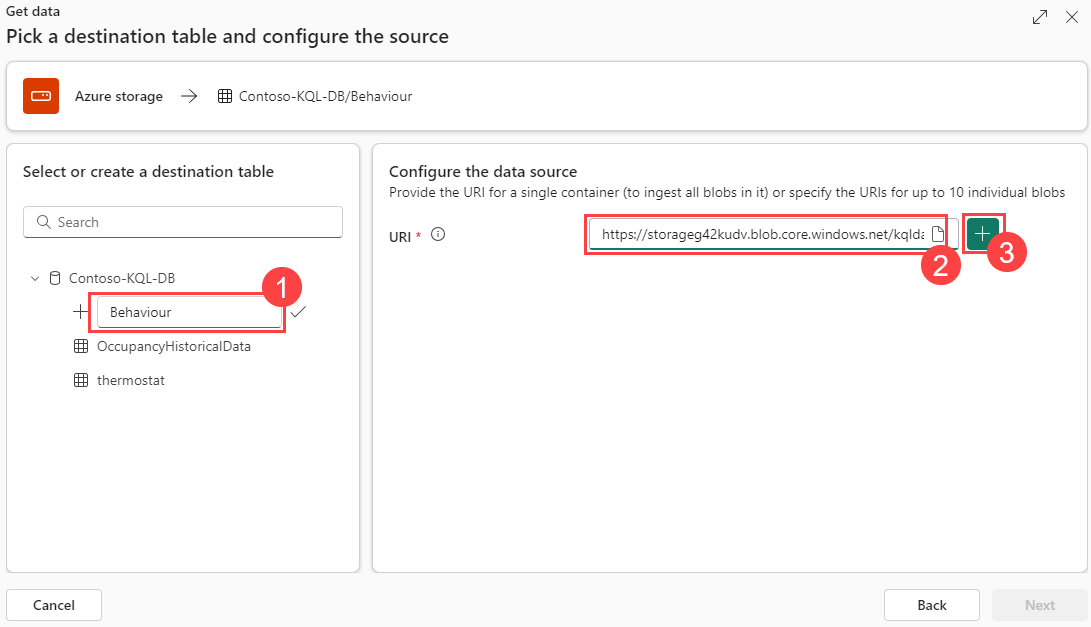 Get data
Pick a destination table and configure the source
Azure storage
Contoso-KQL-DB/Behaviour
Select or create a destination table
Search
Contoso-KQL-DB
1
Behaviour
OccupancyHistoricalData
thermostat
Configure the data source
Provide the URI for a single container (to ingest all blobs in it) or specify the URIs for up to 10 individual blobs
URI *
https://storageg42kudv.blob.core.windows.net/kqlda
2
3
Cancel
Back
Next